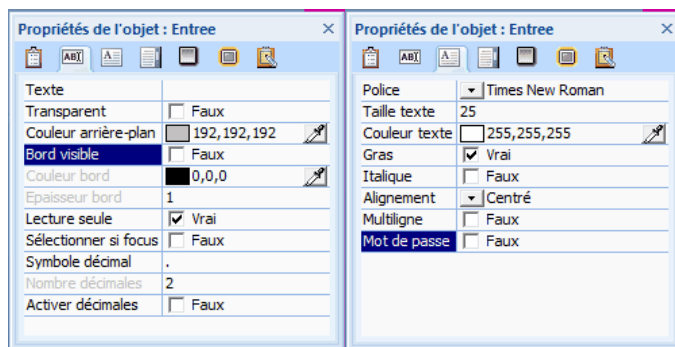 Propriétés de l'objet : Entree
ABI
A
Texte
Transparent Faux
Couleur arrière-plan 192,192,192
Bord visible Faux
Couleur bord 0,0,0
Epaisseur bord 1
Lecture seule Vrai
Sélectionner si focus Faux
Symbole décimal .
Nombre décimales 2
Activer décimales Faux
Propriétés de l'objet : Entree
ABI
A
Police Times New Roman
Taille texte 25
Couleur texte 255,255,255
Gras Vrai
Italique Faux
Alignement Centré
Multiligne Faux
Mot de passe Faux